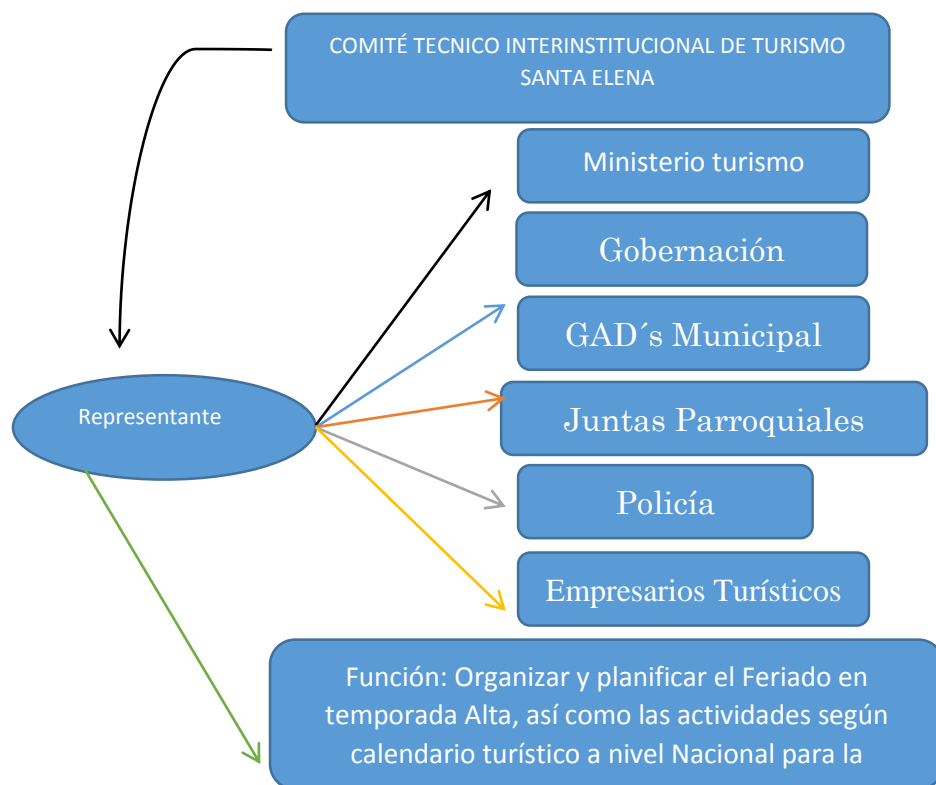 COMITÉ TECNICO INTERINSTITUCIONAL DE TURISMO
SANTA ELENA
Ministerio turismo
Gobernación
GAD´s Municipal
Representante
Juntas Parroquiales
Policía
Empresarios Turísticos
Función: Organizar y planificar el Feriado en
temporada Alta, así como las actividades según
calendario turístico a nivel Nacional para la